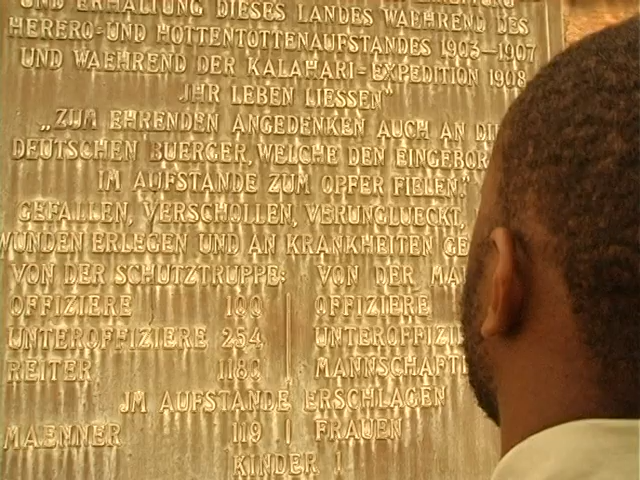 UND ERHALTUNG DIESES LANDES WAEHREND DES
HERERO-UND HOTTENTOTTENAUFSTANDES 1903-1907
UND WAEHREND DER KALAHARI-EXPEDITION 1908
JHR LEBEN LIESSEN"
„ZUM EHRENDEN ANGEDENKEN AUCH AN DIE
DEUTSCHEN BUERGER, WELCHE DEN EINGEBOR
IM AUFSTANDE ZUM OPFER FIELEN."
GEFALLEN, VERSCHOLLEN, VERUNGLUECKT,
WUNDEN ERLEGEN UND AN KRANKHEITEN GE
VON DER SCHUTZTRUPPE: VON DER MA
OFFIZIERE 100 OFFIZIERE
UNTEROFFIZIERE 254 UNTEROFFIZI
REITER 1180 MANNSCHAFT
JM AUFSTANDE ERSCHLAGEN
MAENNER 119 FRAUEN
KINDER 1